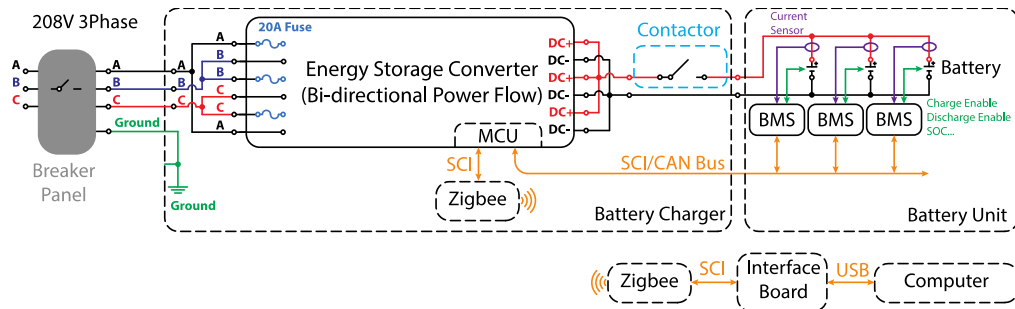 208V 3Phase
A
B
C
A
B
C
A
B
C
Ground
Ground
Breaker
Panel
A
B
B
C
C
A
20A Fuse
Energy Storage Converter
(Bi-directional Power Flow)
MCU
DC+
DC-
DC+
DC-
DC+
DC-
Contactor
SCI
SCI/CAN Bus
Zigbee
Battery Charger
Current
Sensor
Battery
BMS
BMS
BMS
Charge Enable
Discharge Enable
SOC...
Battery Unit
Zigbee
SCI
Interface
Board
USB
Computer